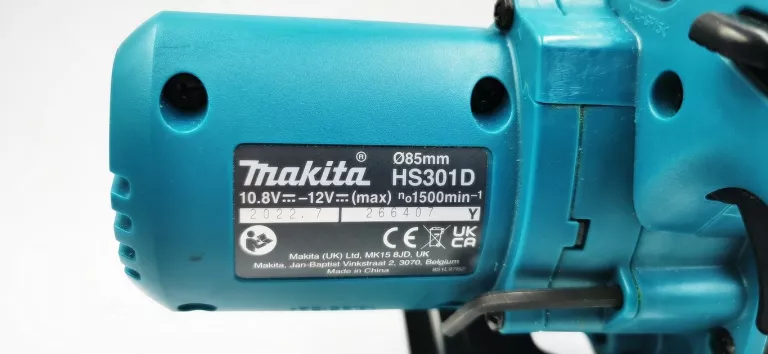 Makita® Ø85mm
HS301D
10.8V⎓–12V⎓(max) n₀1500min⁻¹
2022.7 266407 Y
CE UK CA
Makita (UK) Ltd, MK15 8JD, UK
Makita, Jan-Baptist Vinkstraat 2, 3070, Belgium
Made in China